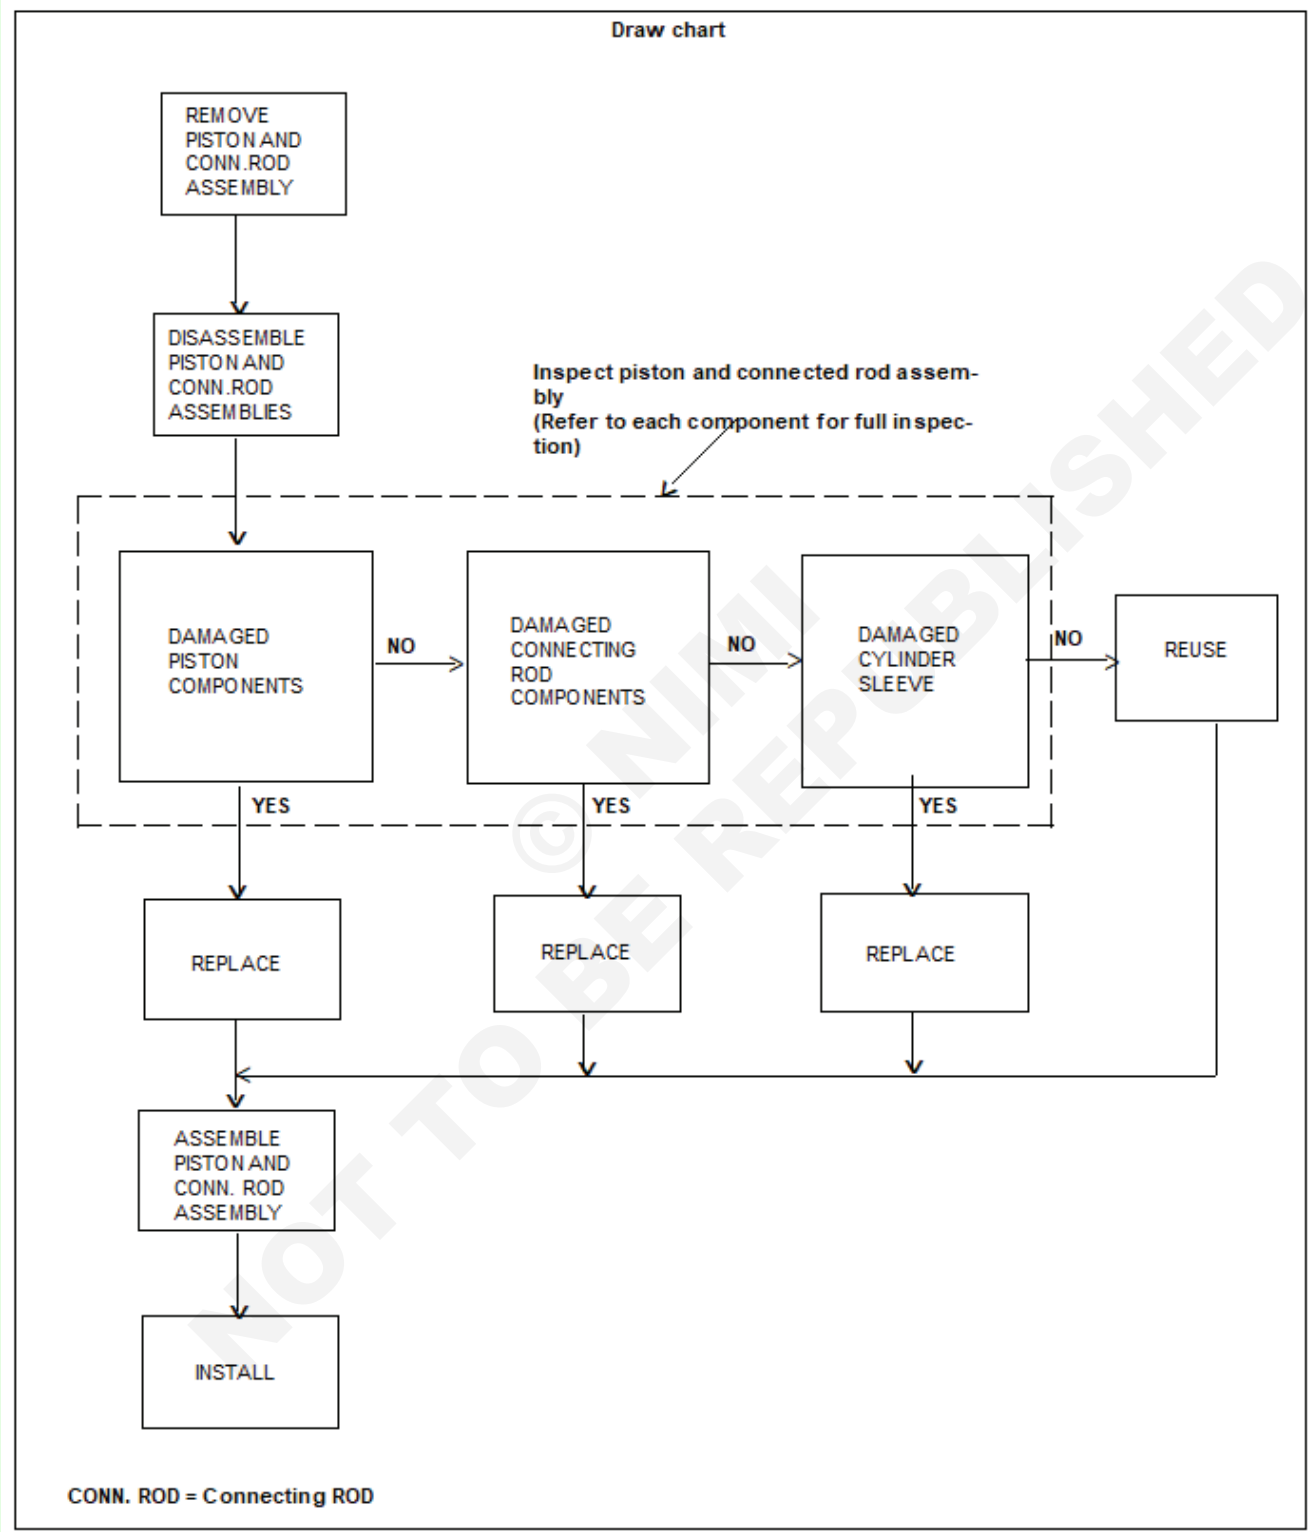 Draw chart
REMOVE
PISTON AND
CONN.ROD
ASSEMBLY
DISASSEMBLE
PISTON AND
CONN.ROD
ASSEMBLIES
Inspect piston and connected rod assem-
bly
(Refer to each component for full inspec-
tion)
DAMAGED
PISTON
COMPONENTS
NO
DAMAGED
CONNECTING
ROD
COMPONENTS
NO
DAMAGED
CYLINDER
SLEEVE
NO
REUSE
YES
YES
YES
REPLACE
REPLACE
REPLACE
ASSEMBLE
PISTON AND
CONN. ROD
ASSEMBLY
INSTALL
CONN. ROD = Connecting ROD
© NIMI
NOT TO BE REPUBLISHED